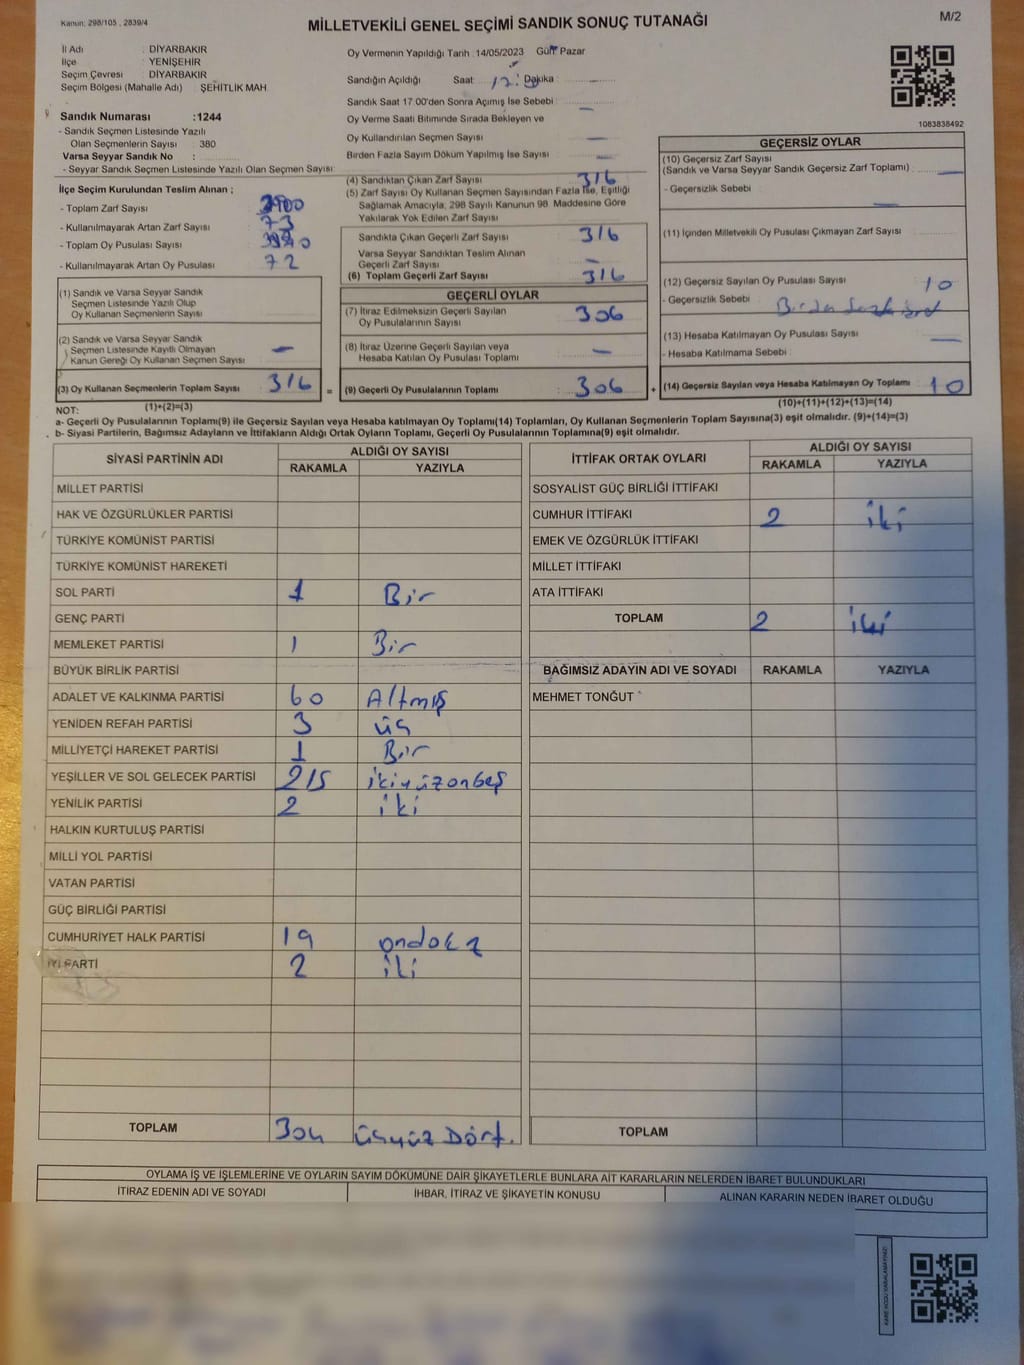 Kanun: 298/105 , 2839/4
MİLLETVEKİLİ GENEL SEÇİMİ SANDIK SONUÇ TUTANAĞI
M/2
İl Adı : DİYARBAKIR
İlçe : YENİŞEHİR
Seçim Çevresi : DİYARBAKIR
Seçim Bölgesi (Mahalle Adı) : ŞEHİTLİK MAH.
Sandık Numarası :1244
- Sandık Seçmen Listesinde Yazılı
Olan Seçmenlerin Sayısı : 380
Varsa Seyyar Sandık No :
- Seyyar Sandık Seçmen Listesinde Yazılı Olan Seçmen Sayısı:
Oy Vermenin Yapıldığı Tarih : 14/05/2023 Gün: Pazar
Sandığın Açıldığı Saat: 17: Dakika :
Sandık Saat 17.00'den Sonra Açımış İse Sebebi :
Oy Verme Saati Bitiminde Sırada Bekleyen ve
Oy Kullandırılan Seçmen Sayısı : —
Birden Fazla Sayım Döküm Yapılmış İse Sayısı : —
1083838492
İlçe Seçim Kurulundan Teslim Alınan ;
- Toplam Zarf Sayısı :
- Kullanılmayarak Artan Zarf Sayısı : 73
- Toplam Oy Pusulası Sayısı :
- Kullanılmayarak Artan Oy Pusulası : 72
(1) Sandık ve Varsa Seyyar Sandık
Seçmen Listesinde Yazılı Olup
Oy Kullanan Seçmenlerin Sayısı :
(2) Sandık ve Varsa Seyyar Sandık
Seçmen Listesinde Kayıtlı Olmayan
Kanun Gereği Oy Kullanan Seçmen Sayısı : —
(3) Oy Kullanan Seçmenlerin Toplam Sayısı : 316
(1)+(2)=(3)
(4) Sandıktan Çıkan Zarf Sayısı : 316
(5) Zarf Sayısı Oy Kullanan Seçmen Sayısından Fazla İse, Eşitliği
Sağlamak Amacıyla, 298 Sayılı Kanunun 98. Maddesine Göre
Yakılarak Yok Edilen Zarf Sayısı :
Sandıkta Çıkan Geçerli Zarf Sayısı : 316
Varsa Seyyar Sandıktan Teslim Alınan
Geçerli Zarf Sayısı : —
(6) Toplam Geçerli Zarf Sayısı : 316
GEÇERLİ OYLAR
(7) İtiraz Edilmeksizin Geçerli Sayılan
Oy Pusulalarının Sayısı : 306
(8) İtiraz Üzerine Geçerli Sayılan veya
Hesaba Katılan Oy Pusulası Toplamı : —
= (9) Geçerli Oy Pusulalarının Toplamı : 306
GEÇERSİZ OYLAR
(10) Geçersiz Zarf Sayısı
(Sandık ve Varsa Seyyar Sandık Geçersiz Zarf Toplamı) : —
- Geçersizlik Sebebi :
(11) İçinden Milletvekili Oy Pusulası Çıkmayan Zarf Sayısı :
(12) Geçersiz Sayılan Oy Pusulası Sayısı : 10
- Geçersizlik Sebebi : Birden
(13) Hesaba Katılmayan Oy Pusulası Sayısı : —
- Hesaba Katılmama Sebebi :
+ (14) Geçersiz Sayılan veya Hesaba Katılmayan Oy Toplamı : 10
(10)+(11)+(12)+(13)=(14)
NOT:
a- Geçerli Oy Pusulalarının Toplamı(9) ile Geçersiz Sayılan veya Hesaba katılmayan Oy Toplamı(14) Toplamları, Oy Kullanan Seçmenlerin Toplam Sayısına(3) eşit olmalıdır. (9)+(14)=(3)
b- Siyasi Partilerin, Bağımsız Adayların ve İttifakların Aldığı Ortak Oyların Toplamı, Geçerli Oy Pusulalarının Toplamına(9) eşit olmalıdır.
SİYASİ PARTİNİN ADI ALDIĞI OY SAYISI
RAKAMLA YAZIYLA
MİLLET PARTİSİ
HAK VE ÖZGÜRLÜKLER PARTİSİ
TÜRKİYE KOMÜNİST PARTİSİ
TÜRKİYE KOMÜNİST HAREKETİ
SOL PARTİ 1 Bir
GENÇ PARTİ
MEMLEKET PARTİSİ 1 Bir
BÜYÜK BİRLİK PARTİSİ
ADALET VE KALKINMA PARTİSİ 60 Altmış
YENİDEN REFAH PARTİSİ 3 üç
MİLLİYETÇİ HAREKET PARTİSİ 1 Bir
YEŞİLLER VE SOL GELECEK PARTİSİ 215 ikiyüzonbeş
YENİLİK PARTİSİ 2 iki
HALKIN KURTULUŞ PARTİSİ
MİLLİ YOL PARTİSİ
VATAN PARTİSİ
GÜÇ BİRLİĞİ PARTİSİ
CUMHURİYET HALK PARTİSİ 19 ondokuz
İYİ PARTİ 2 iki
TOPLAM 304 üçyüz Dört.
İTTİFAK ORTAK OYLARI ALDIĞI OY SAYISI
RAKAMLA YAZIYLA
SOSYALİST GÜÇ BİRLİĞİ İTTİFAKI
CUMHUR İTTİFAKI 2 iki
EMEK VE ÖZGÜRLÜK İTTİFAKI
MİLLET İTTİFAKI
ATA İTTİFAKI
TOPLAM 2 iki
BAĞIMSIZ ADAYIN ADI VE SOYADI RAKAMLA YAZIYLA
MEHMET TONĞUT
TOPLAM
OYLAMA İŞ VE İŞLEMLERİNE VE OYLARIN SAYIM DÖKÜMÜNE DAİR ŞİKAYETLERLE BUNLARA AİT KARARLARIN NELERDEN İBARET BULUNDUKLARI
İTİRAZ EDENİN ADI VE SOYADI İHBAR, İTİRAZ VE ŞİKAYETİN KONUSU ALINAN KARARIN NEDEN İBARET OLDUĞU
KARE KODU KARALAMAYINIZ!